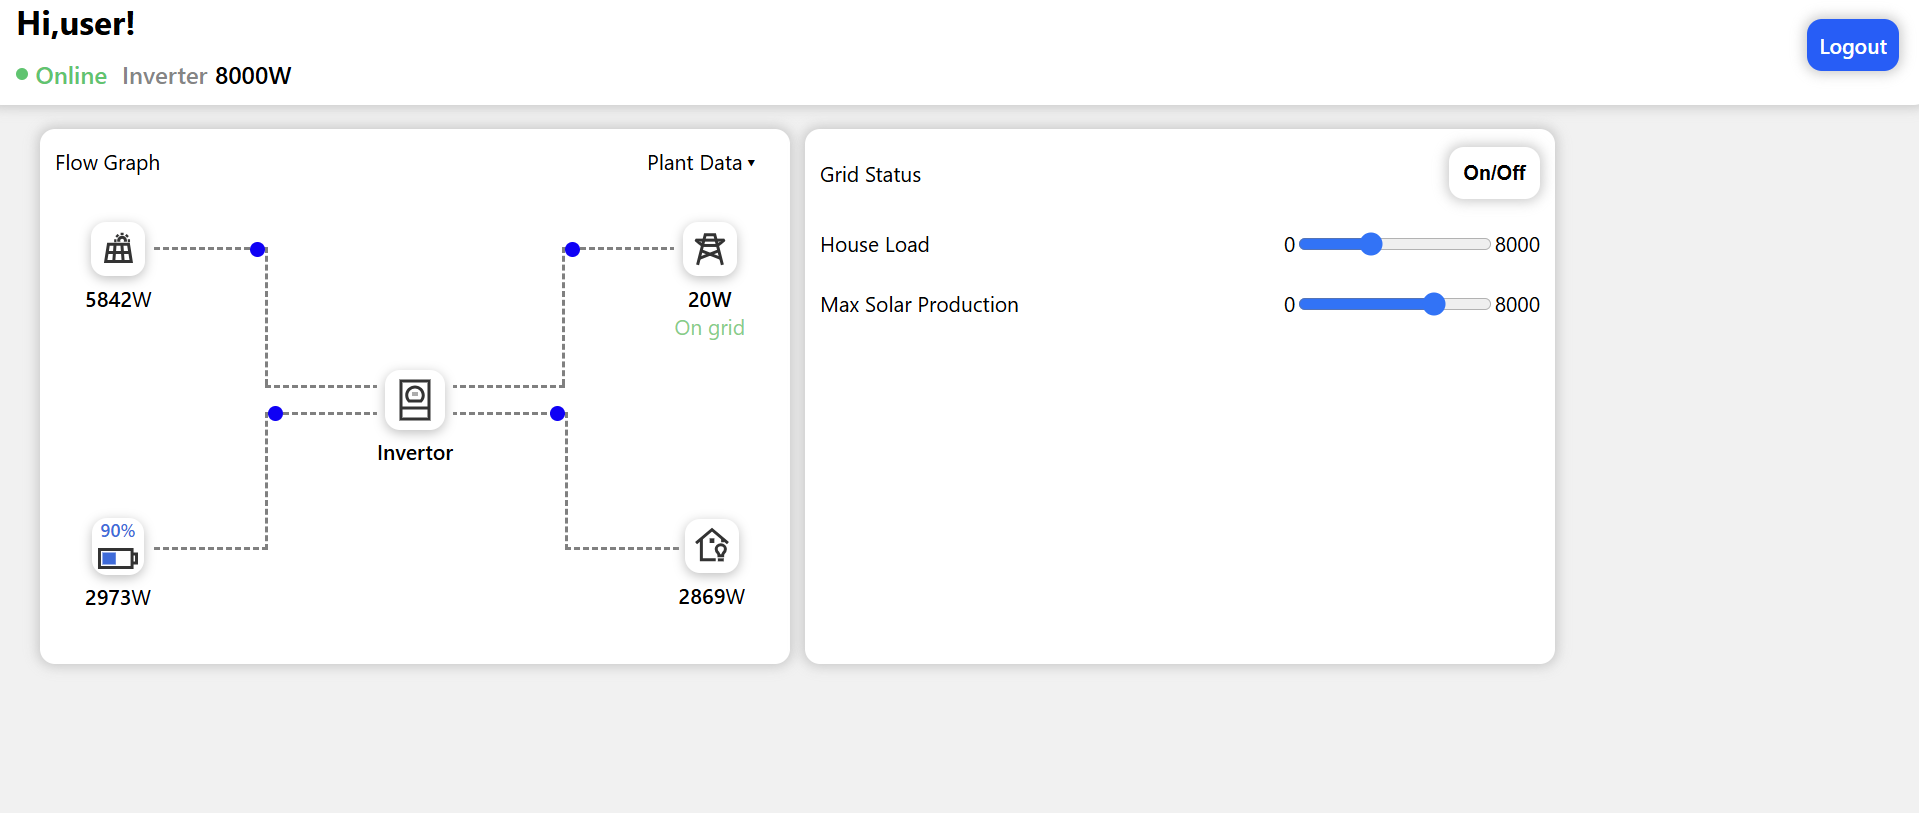 Hi,user!
Online Inverter 8000W
Logout
Flow Graph
Plant Data ▾
5842W
20W
On grid
Invertor
90%
2973W
2869W
Grid Status
On/Off
House Load
0 8000
Max Solar Production
0 8000